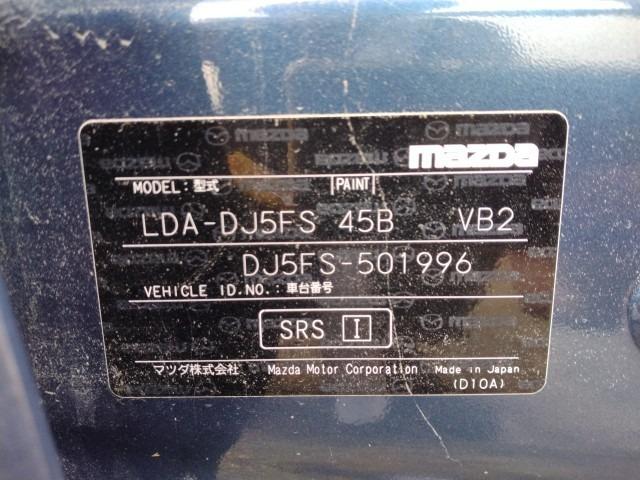 mazda
MODEL:型式 PAINT
LDA-DJ5FS 45B VB2
DJ5FS-501996
VEHICLE ID.NO.:車台番号
SRS I
マツダ株式会社 Mazda Motor Corporation Made in Japan
(D10A)